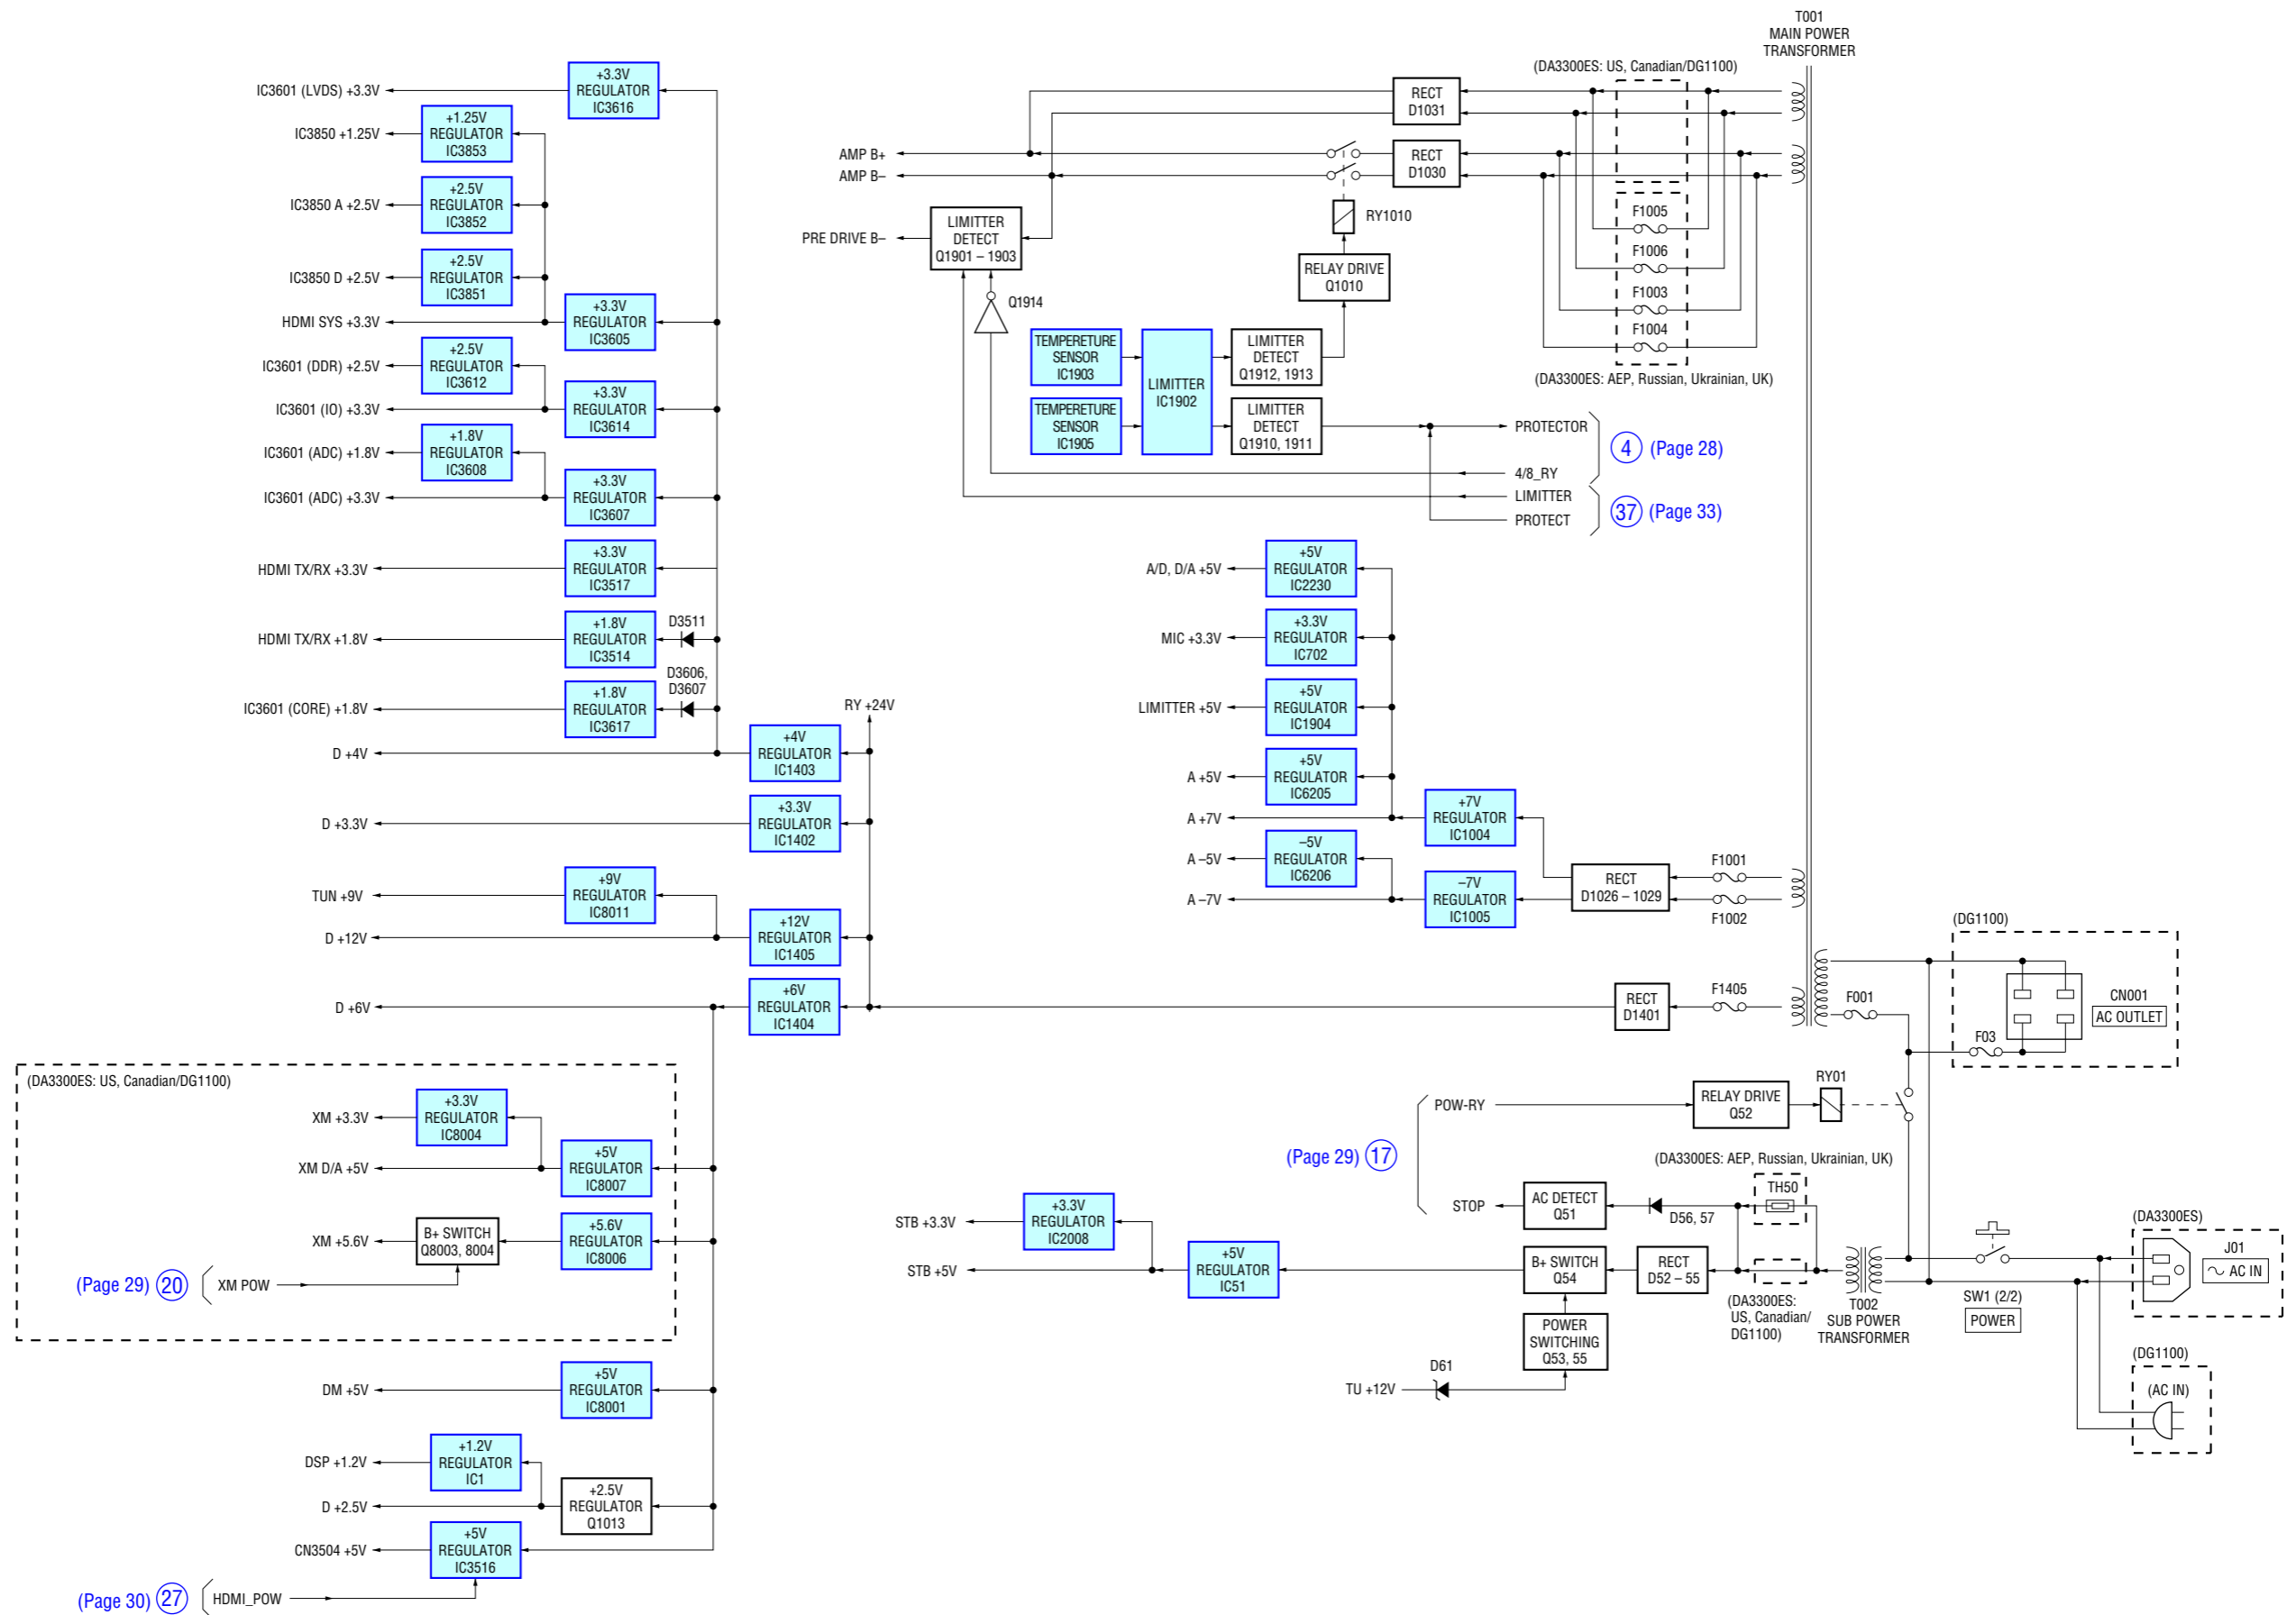 T001
MAIN POWER
TRANSFORMER
(DA3300ES: US, Canadian/DG1100)
+3.3V
REGULATOR
IC3616
IC3601 (LVDS) +3.3V
RECT
D1031
+1.25V
REGULATOR
IC3853
IC3850 +1.25V
AMP B+
AMP B–
RECT
D1030
+2.5V
REGULATOR
IC3852
IC3850 A +2.5V
LIMITTER
DETECT
Q1901 – 1903
PRE DRIVE B–
RY1010
F1005
F1006
F1003
F1004
RELAY DRIVE
Q1010
+2.5V
REGULATOR
IC3851
IC3850 D +2.5V
Q1914
HDMI SYS +3.3V
+3.3V
REGULATOR
IC3605
TEMPERETURE
SENSOR
IC1903
LIMITTER
IC1902
LIMITTER
DETECT
Q1912, 1913
(DA3300ES: AEP, Russian, Ukrainian, UK)
+2.5V
REGULATOR
IC3612
IC3601 (DDR) +2.5V
IC3601 (IO) +3.3V
+3.3V
REGULATOR
IC3614
TEMPERETURE
SENSOR
IC1905
LIMITTER
DETECT
Q1910, 1911
PROTECTOR
4 (Page 28)
4/8_RY
LIMITTER
37 (Page 33)
PROTECT
+1.8V
REGULATOR
IC3608
IC3601 (ADC) +1.8V
IC3601 (ADC) +3.3V
+3.3V
REGULATOR
IC3607
HDMI TX/RX +3.3V
+3.3V
REGULATOR
IC3517
A/D, D/A +5V
+5V
REGULATOR
IC2230
HDMI TX/RX +1.8V
+1.8V
REGULATOR
IC3514
D3511
MIC +3.3V
+3.3V
REGULATOR
IC702
D3606,
D3607
IC3601 (CORE) +1.8V
+1.8V
REGULATOR
IC3617
RY +24V
LIMITTER +5V
+5V
REGULATOR
IC1904
D +4V
+4V
REGULATOR
IC1403
A +5V
+5V
REGULATOR
IC6205
D +3.3V
+3.3V
REGULATOR
IC1402
A +7V
+7V
REGULATOR
IC1004
A –5V
–5V
REGULATOR
IC6206
F1001
RECT
D1026 – 1029
F1002
TUN +9V
+9V
REGULATOR
IC8011
A –7V
–7V
REGULATOR
IC1005
D +12V
+12V
REGULATOR
IC1405
(DG1100)
D +6V
+6V
REGULATOR
IC1404
RECT
D1401
F1405
F001
CN001
AC OUTLET
F03
(DA3300ES: US, Canadian/DG1100)
XM +3.3V
+3.3V
REGULATOR
IC8004
POW-RY
RELAY DRIVE
Q52
RY01
XM D/A +5V
+5V
REGULATOR
IC8007
(Page 29) 17
(DA3300ES: AEP, Russian, Ukrainian, UK)
TH50
STOP
AC DETECT
Q51
D56, 57
XM +5.6V
B+ SWITCH
Q8003, 8004
+5.6V
REGULATOR
IC8006
STB +3.3V
+3.3V
REGULATOR
IC2008
(DA3300ES)
J01
AC IN
STB +5V
+5V
REGULATOR
IC51
B+ SWITCH
Q54
RECT
D52 – 55
(Page 29) 20
XM POW
(DA3300ES:
US, Canadian/
DG1100)
T002
SUB POWER
TRANSFORMER
SW1 (2/2)
POWER
POWER
SWITCHING
Q53, 55
(DG1100)
(AC IN)
TU +12V
D61
DM +5V
+5V
REGULATOR
IC8001
DSP +1.2V
+1.2V
REGULATOR
IC1
D +2.5V
+2.5V
REGULATOR
Q1013
CN3504 +5V
+5V
REGULATOR
IC3516
(Page 30) 27
HDMI_POW